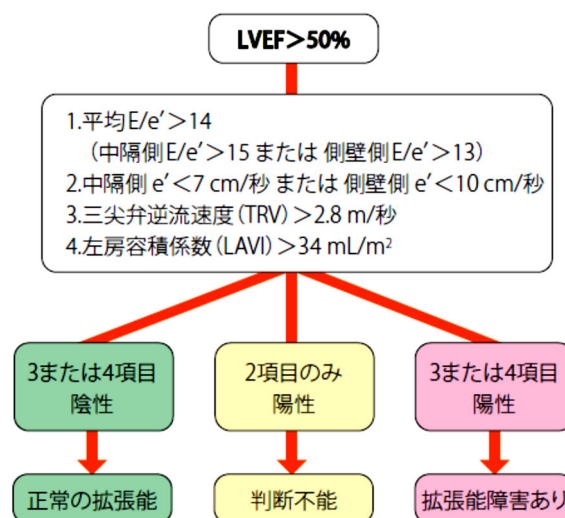 LVEF＞50%
1.平均E/e′＞14
（中隔側E/e′＞15 または 側壁側E/e′＞13）
2.中隔側 e′＜7 cm/秒 または 側壁側 e′＜10 cm/秒
3.三尖弁逆流速度（TRV）＞2.8 m/秒
4.左房容積係数（LAVI）＞34 mL/m²
3または4項目
陰性
2項目のみ
陽性
3または4項目
陽性
正常の拡張能
判断不能
拡張能障害あり